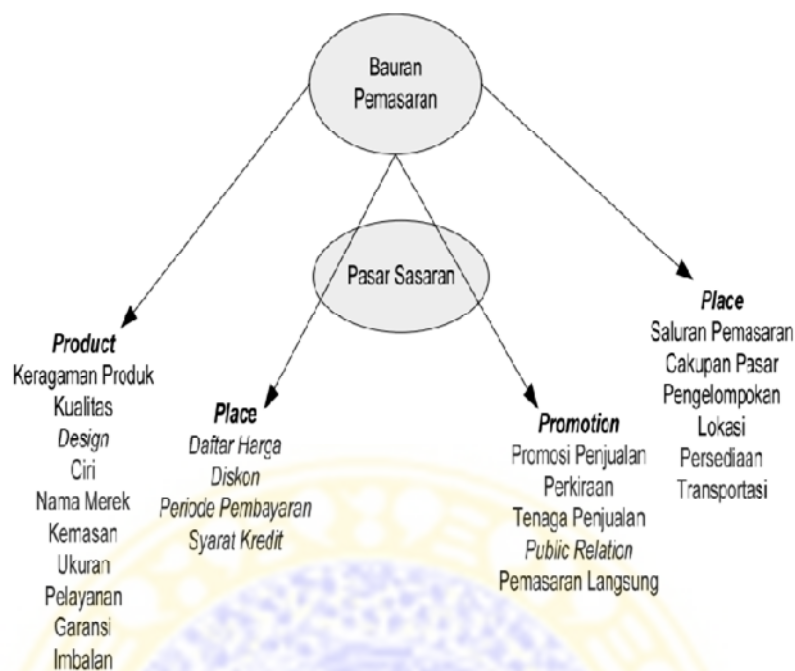 Bauran
Pemasaran
Pasar Sasaran
Product
Keragaman Produk
Kualitas
Design
Ciri
Nama Merek
Kemasan
Ukuran
Pelayanan
Garansi
Imbalan
Place
Daftar Harga
Diskon
Periode Pembayaran
Syarat Kredit
Promotion
Promosi Penjualan
Perkiraan
Tenaga Penjualan
Public Relation
Pemasaran Langsung
Place
Saluran Pemasaran
Cakupan Pasar
Pengelompokan
Lokasi
Persediaan
Transportasi